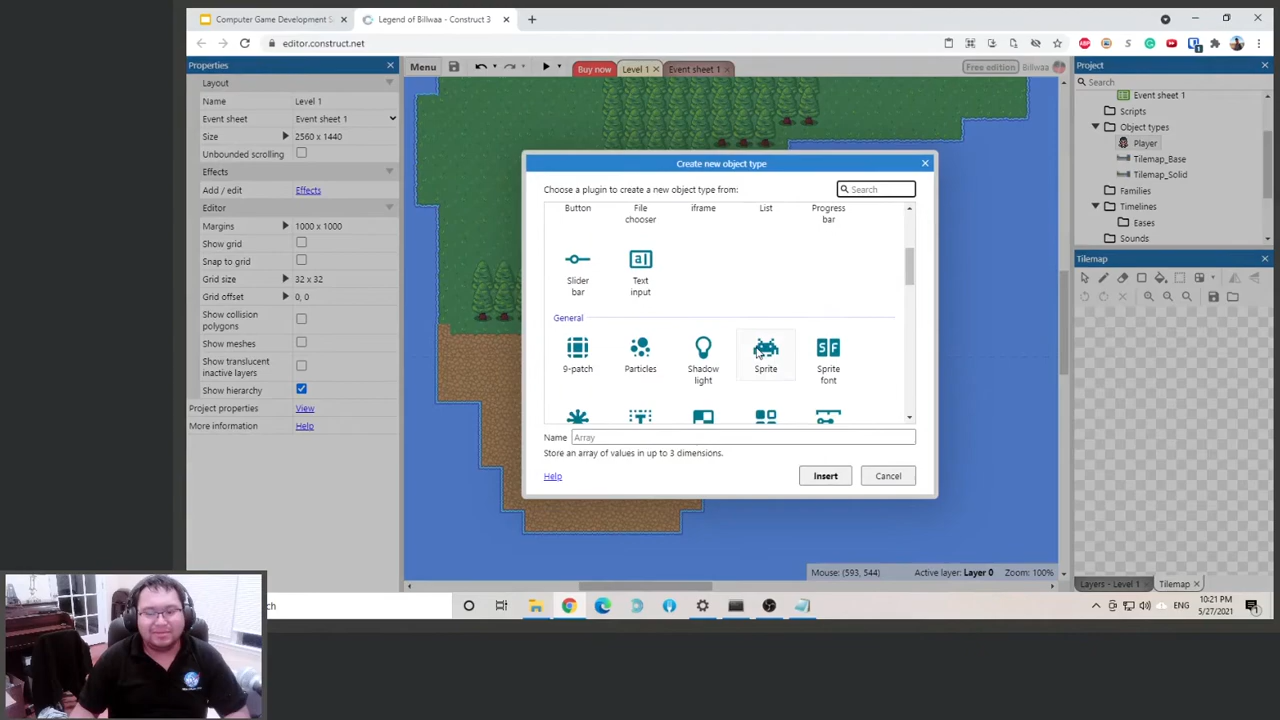 Computer Game Development S
Legend of Billwaa - Construct 3
editor.construct.net
Properties
Layout
Name Level 1
Event sheet Event sheet 1
Size 2560 x 1440
Unbounded scrolling
Effects
Add / edit Effects
Editor
Margins 1000 x 1000
Show grid
Snap to grid
Grid size 32 x 32
Grid offset 0, 0
Show collision
polygons
Show meshes
Show translucent
inactive layers
Show hierarchy
Project properties View
More information Help
Menu
Buy now
Level 1
Event sheet 1
Free edition
Billwaa
Create new object type
Choose a plugin to create a new object type from:
Search
Button
File
chooser
iframe
List
Progress
bar
Slider
bar
Text
input
General
9-patch
Particles
Shadow
light
Sprite
Sprite
font
Name Array
Store an array of values in up to 3 dimensions.
Help
Insert
Cancel
Mouse: (593, 544) Active layer: Layer 0 Zoom: 100%
Project
Search
Event sheet 1
Scripts
Object types
Player
Tilemap_Base
Tilemap_Solid
Families
Timelines
Eases
Sounds
Tilemap
Layers - Level 1
Tilemap
ch
ENG
10:21 PM
5/27/2021